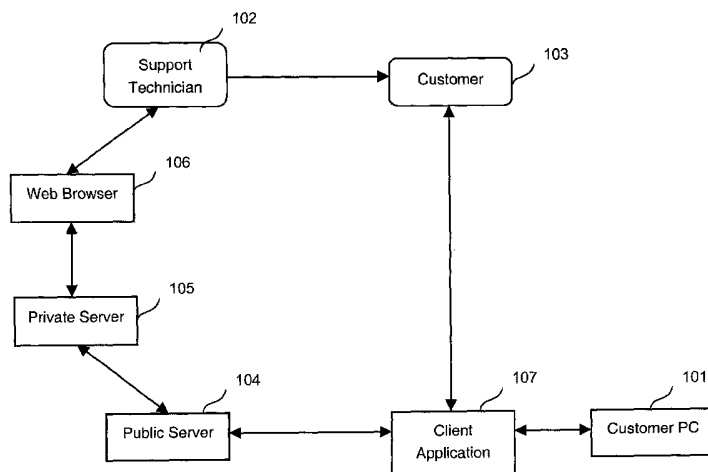 102
Support
Technician
103
Customer
106
Web Browser
105
Private Server
104
Public Server
107
Client
Application
101
Customer PC